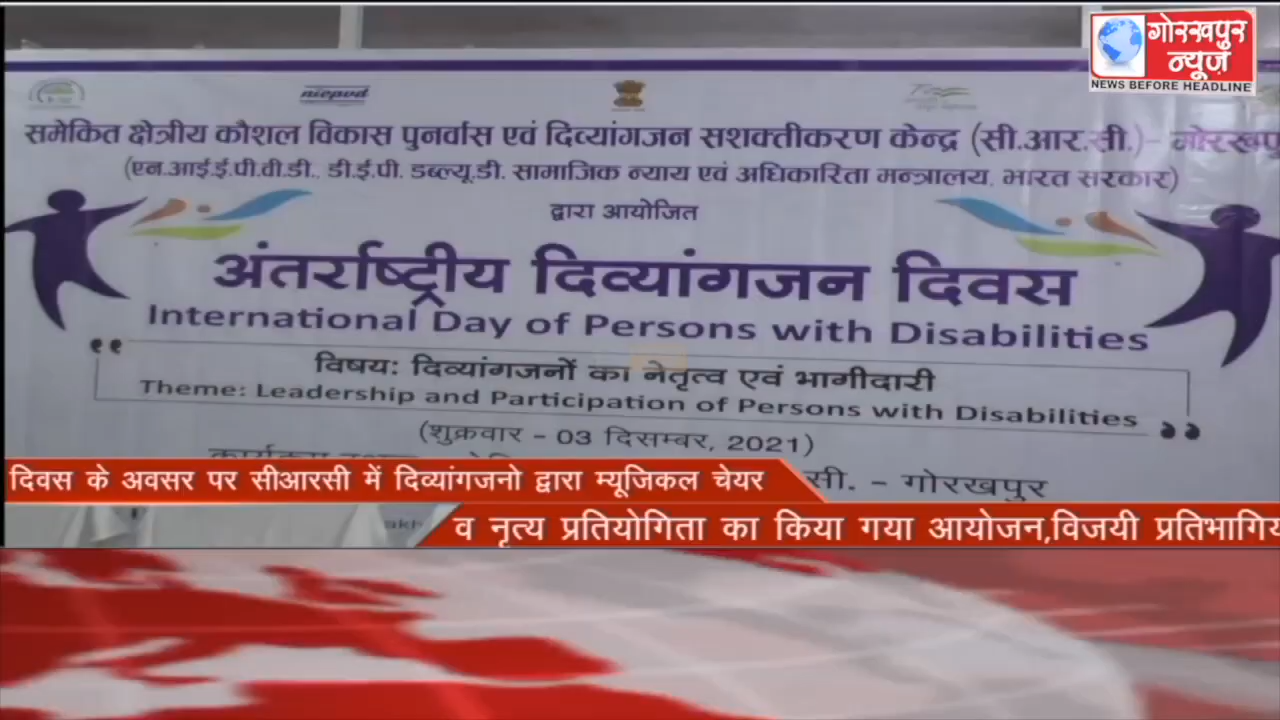 गोरखपुर
न्यूज़
NEWS BEFORE HEADLINE
niepvd
समेकित क्षेत्रीय कौशल विकास पुनर्वास एवं दिव्यांगजन सशक्तीकरण केन्द्र (सी.आर.सी.)- गोरखपु
(एन.आई.ई.पी.वी.डी., डी.ई.पी. डब्ल्यू.डी. सामाजिक न्याय एवं अधिकारिता मन्त्रालय, भारत सरकार)
द्वारा आयोजित
अंतर्राष्ट्रीय दिव्यांगजन दिवस
International Day of Persons with Disabilities
विषय: दिव्यांगजनों का नेतृत्व एवं भागीदारी
Theme: Leadership and Participation of Persons with Disabilities
(शुक्रवार - 03 दिसम्बर, 2021)
सी. - गोरखपुर
दिवस के अवसर पर सीआरसी में दिव्यांगजनो द्वारा म्यूजिकल चेयर
व नृत्य प्रतियोगिता का किया गया आयोजन,विजयी प्रतिभागिय